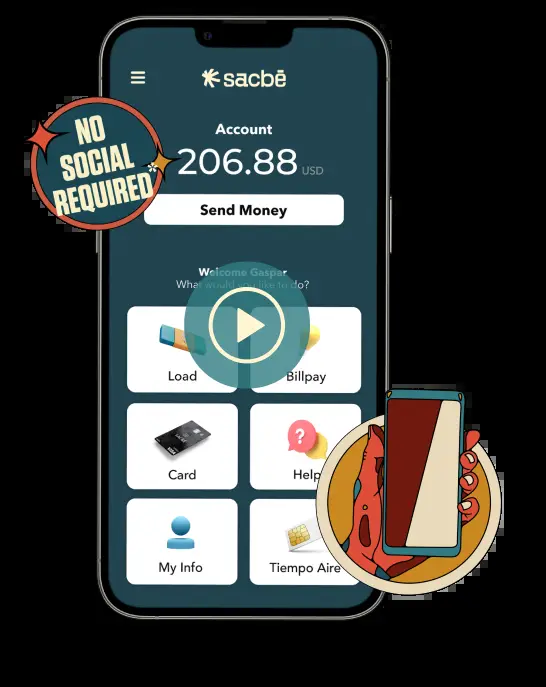 sacbē
NO
SOCIAL
REQUIRED
Account
206.88 USD
Send Money
Welcome Gaspar
What would you like to do?
Load
Billpay
Card
Help
My Info
Tiempo Aire